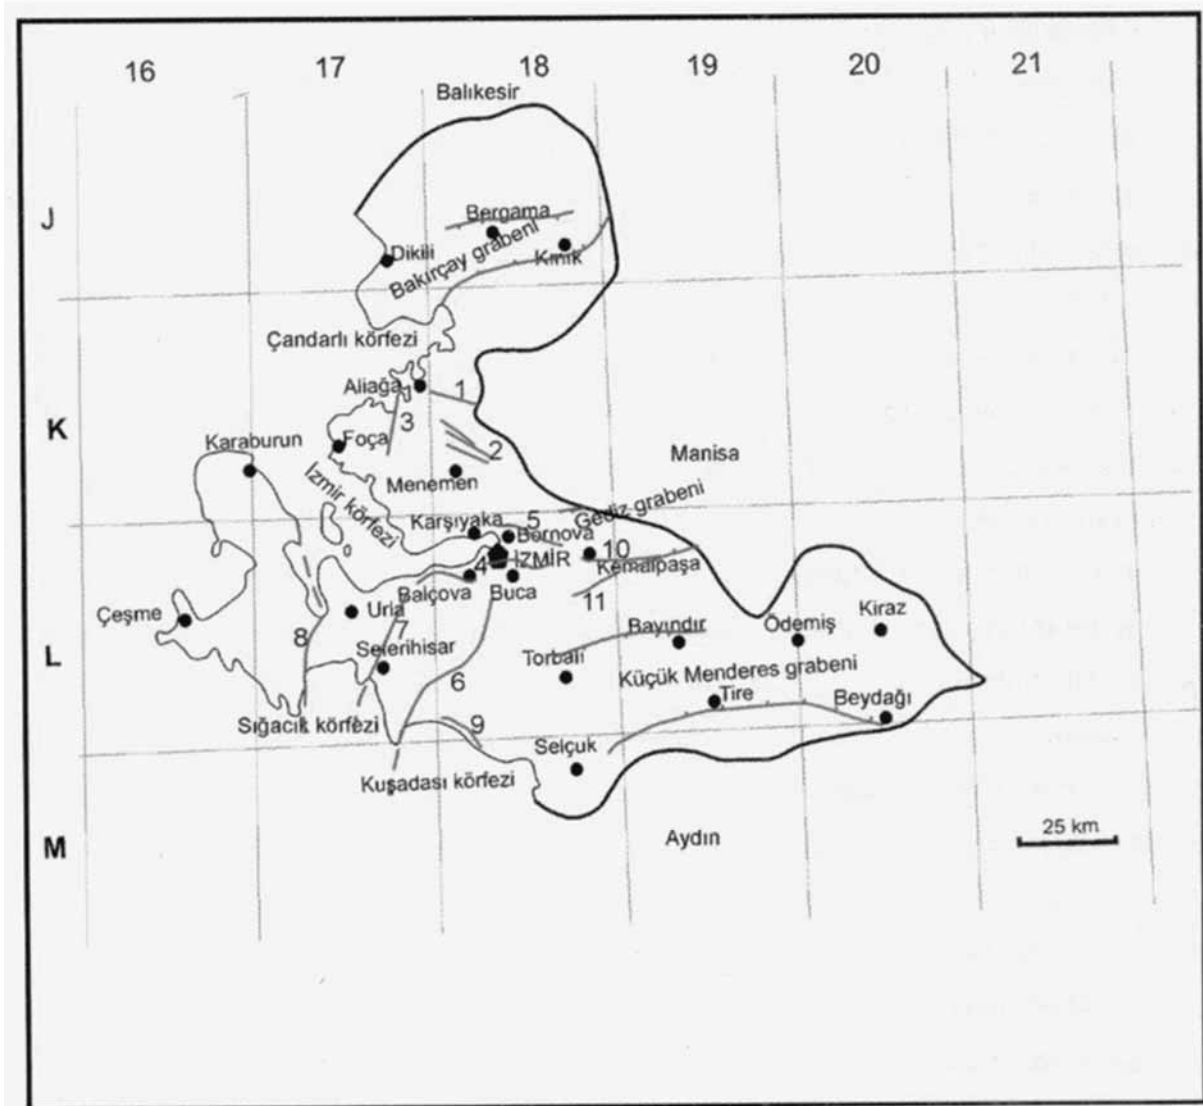 16 17 18 19 20 21
Balıkesir
J
Bergama
Dikili
Bakırçay grabeni
Kınık
Çandarlı körfezi
Aliağa
1
K
3
Karaburun
Foça
2
Manisa
İzmir körfezi
Menemen
Gediz grabeni
Karşıyaka
5
Bornova
10
4
İZMİR
Kemalpaşa
Balçova
Buca
11
Çeşme
Urla
Kiraz
7
Bayındır
Ödemiş
8
Seferihisar
L
Torbalı
Küçük Menderes grabeni
6
Tire
Beydağı
Sığacık körfezi
9
Selçuk
Kuşadası körfezi
25 km
Aydın
M